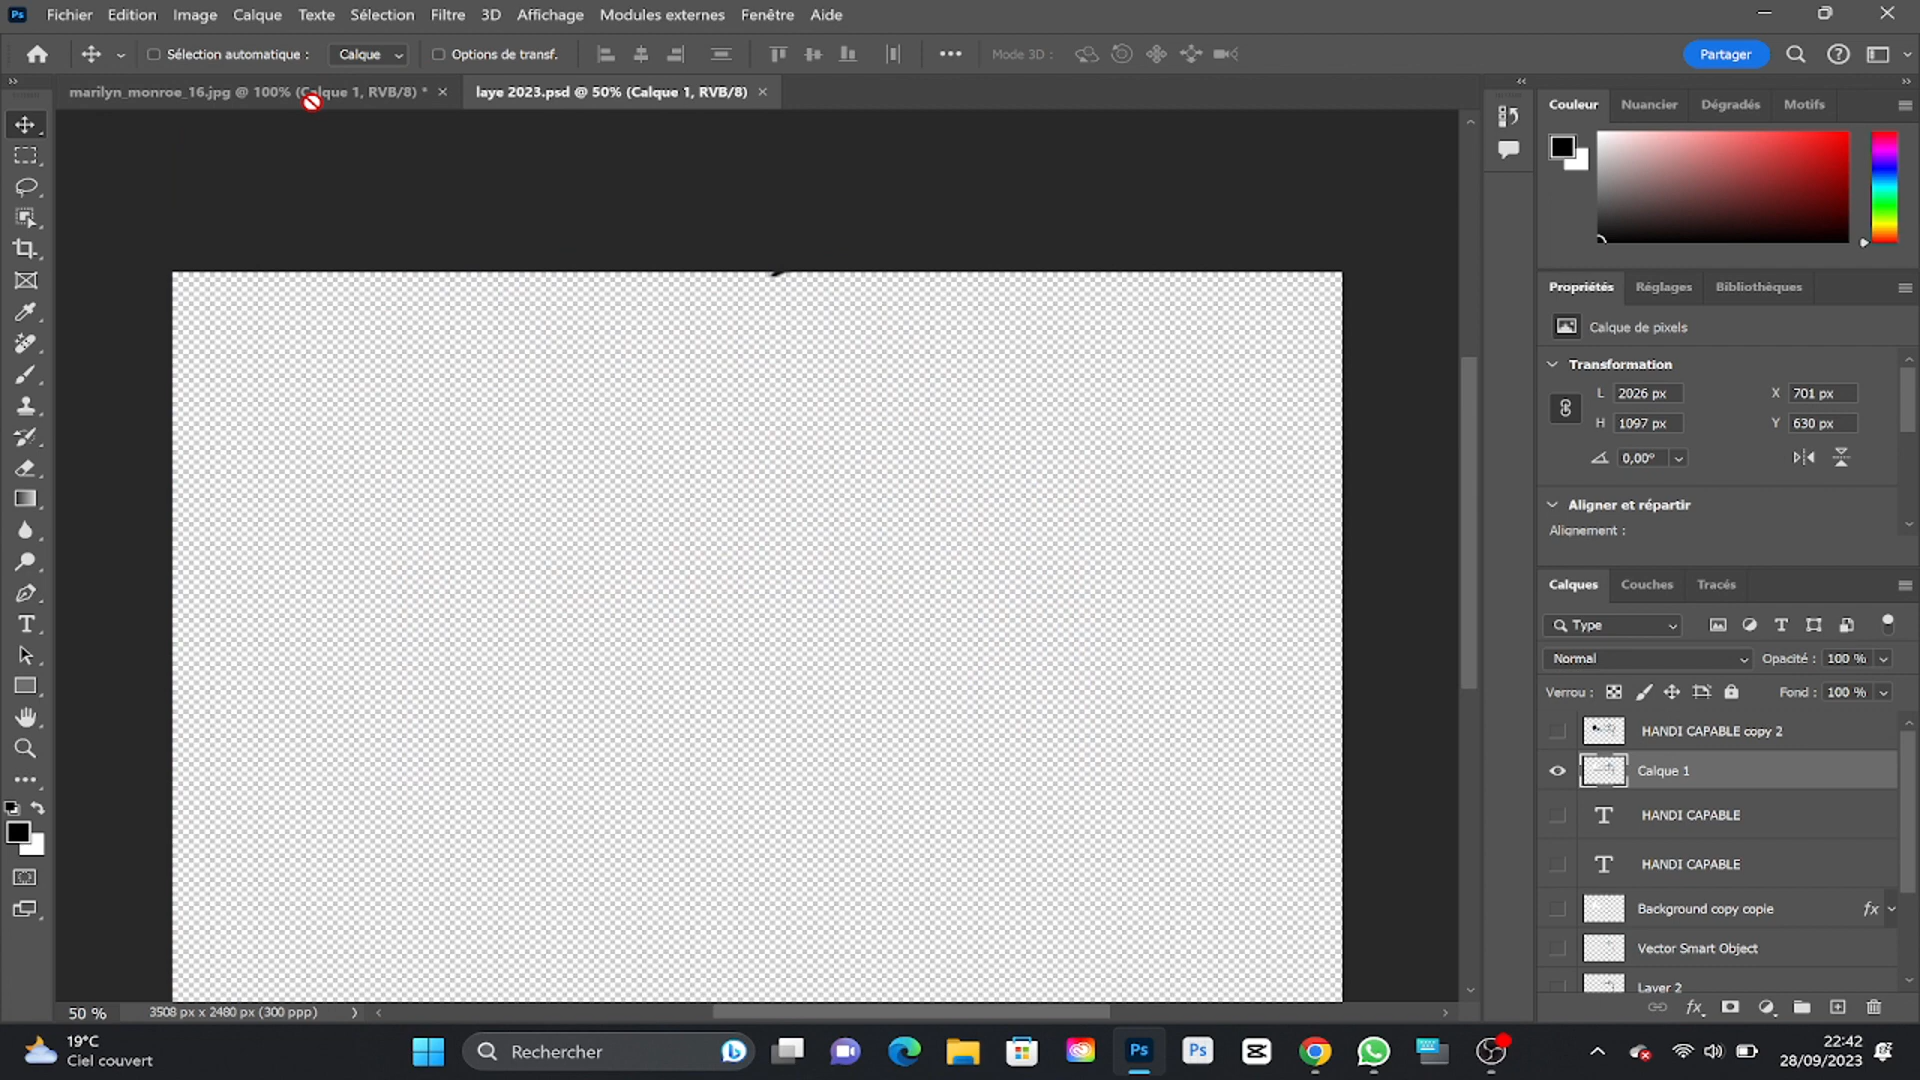 Fichier Edition Image Calque Texte Sélection Filtre 3D Affichage Modules externes Fenêtre Aide
Sélection automatique : Calque Options de transf. Mode 3D : Partager
marilyn_monroe_16.jpg @ 100% (Calque 1, RVB/8) * laye 2023.psd @ 50% (Calque 1, RVB/8)
Couleur Nuancier Dégradés Motifs
Propriétés Réglages Bibliothèques
Calque de pixels
Transformation
L 2026 px X 701 px
H 1097 px Y 630 px
0,00°
Aligner et répartir
Alignement :
Calques Couches Tracés
Type
Normal Opacité : 100 %
Verrou : Fond : 100 %
HANDI CAPABLE copy 2
Calque 1
HANDI CAPABLE
HANDI CAPABLE
Background copy copie fx
Vector Smart Object
Layer 2
50 % 3508 px x 2480 px (300 ppp)
19°C
Ciel couvert
Rechercher
22:42
28/09/2023